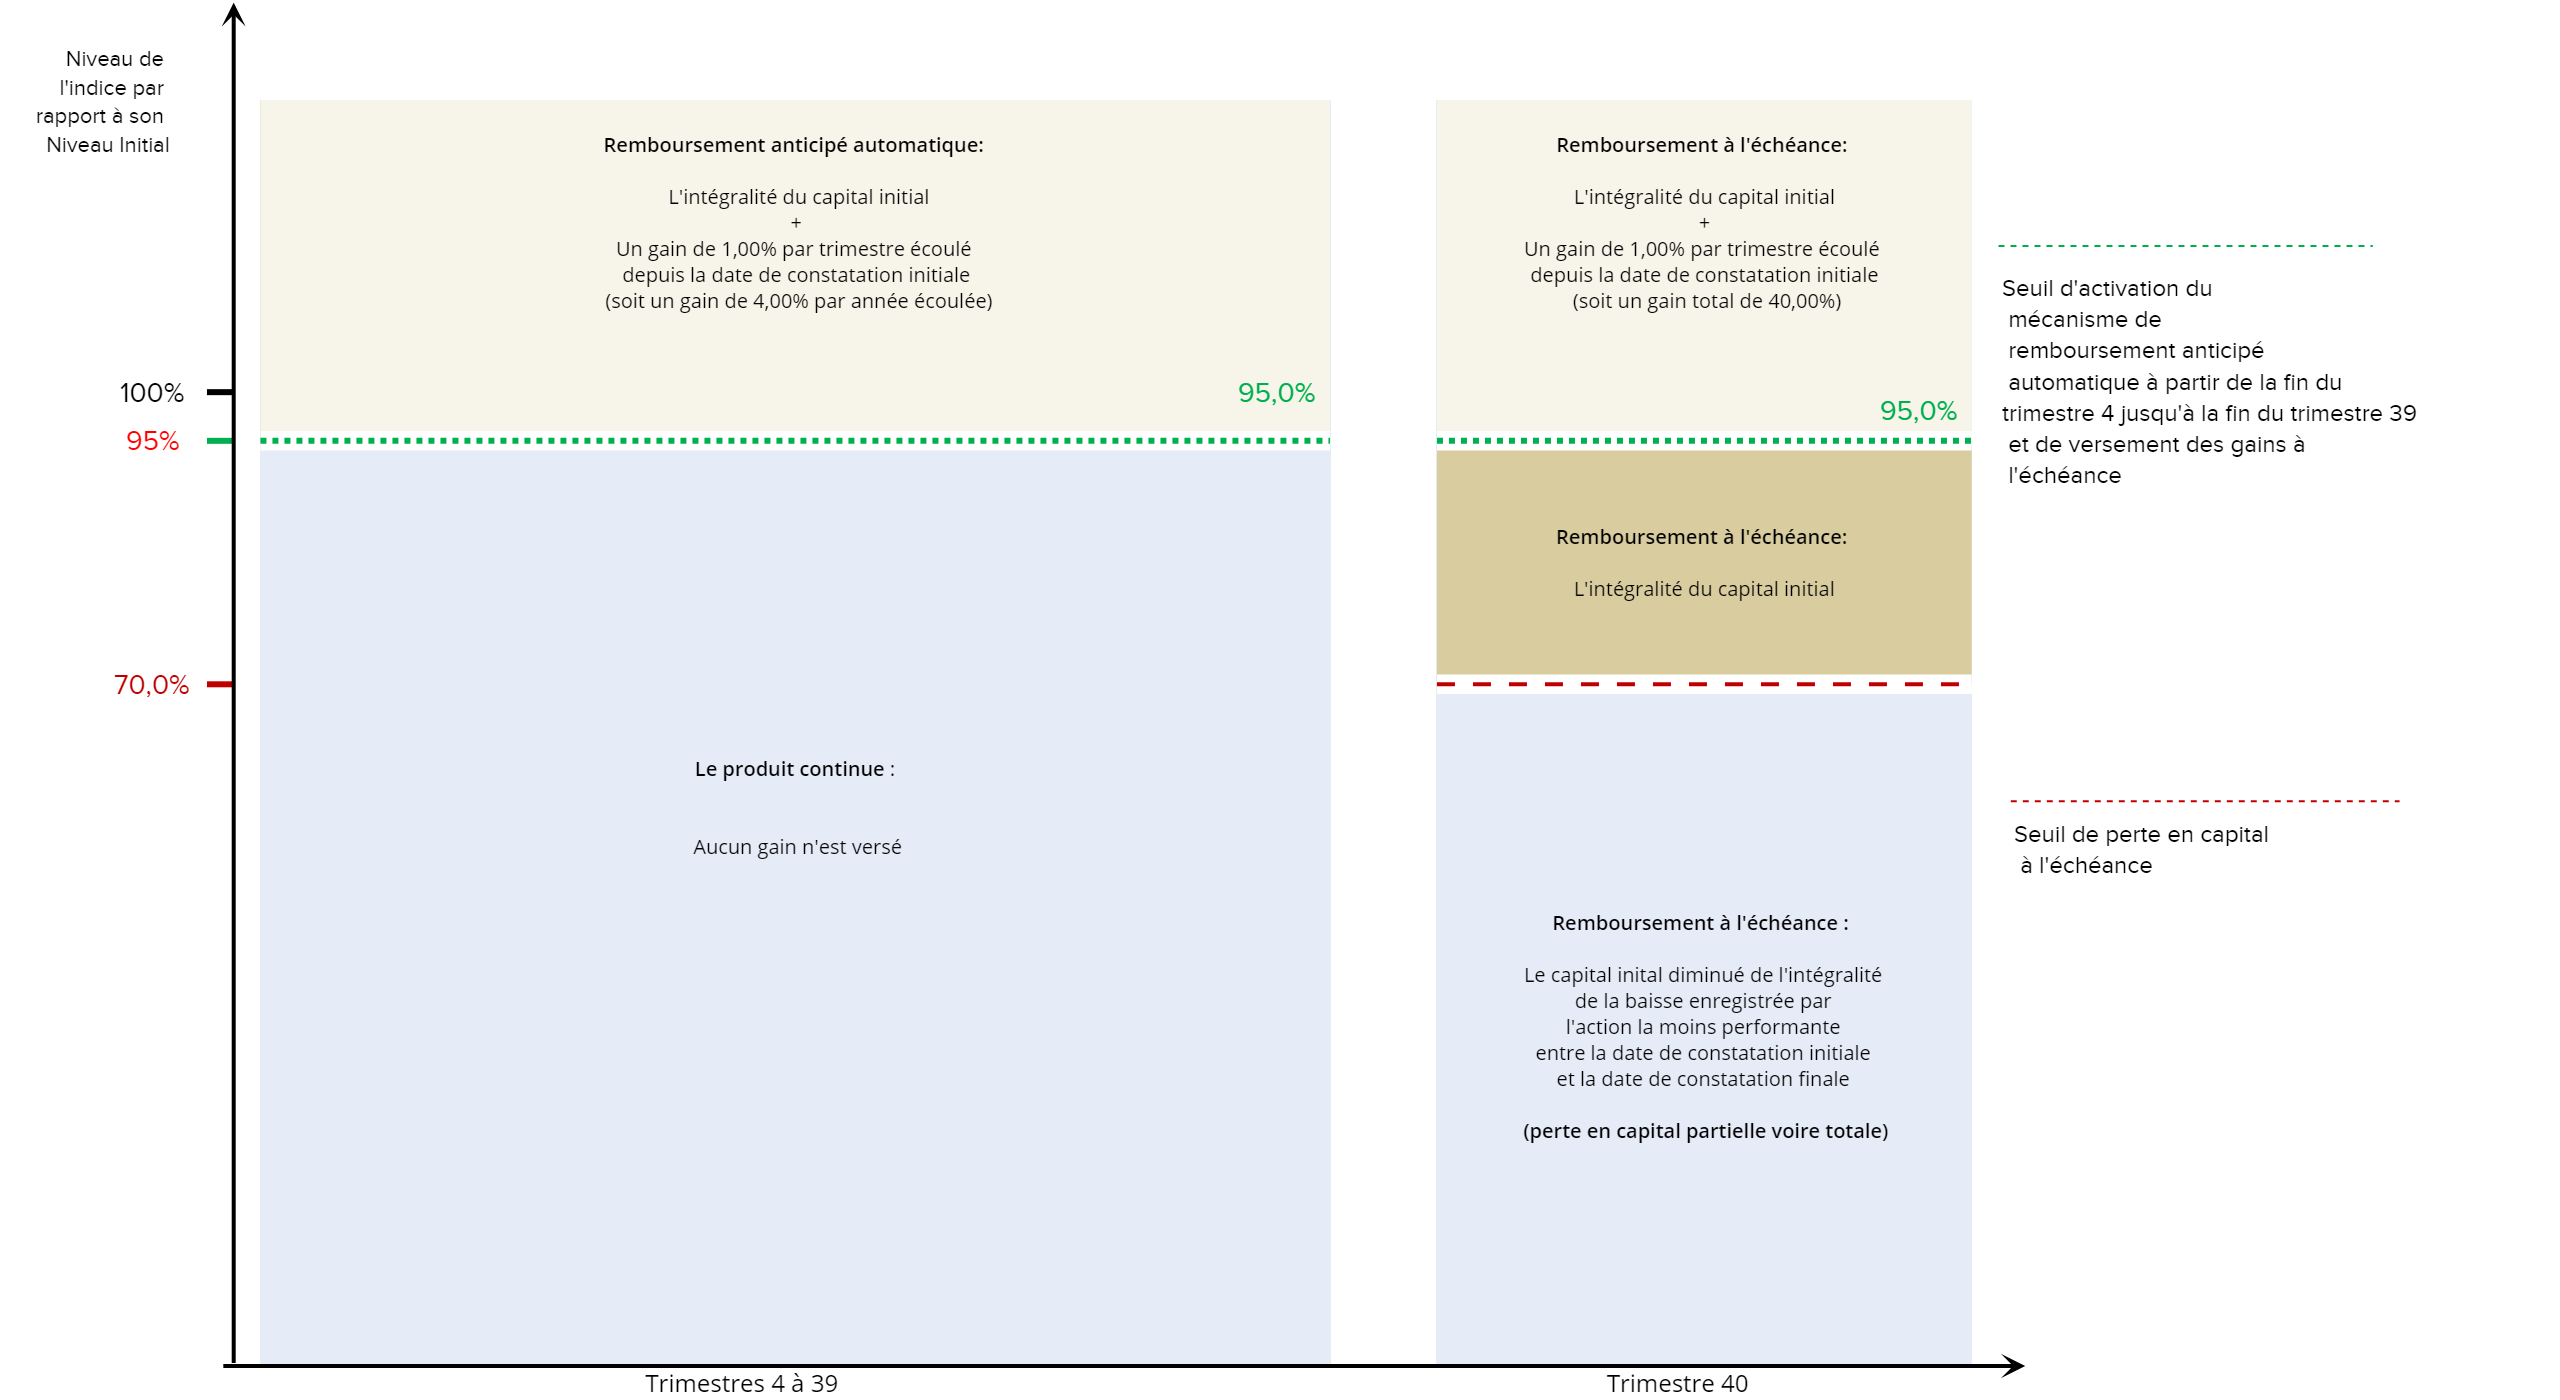 Niveau de
l'indice par
rapport à son
Niveau Initial
Remboursement anticipé automatique:
L'intégralité du capital initial
+
Un gain de 1,00% par trimestre écoulé
depuis la date de constatation initiale
(soit un gain de 4,00% par année écoulée)
95,0%
Remboursement à l'échéance:
L'intégralité du capital initial
+
Un gain de 1,00% par trimestre écoulé
depuis la date de constatation initiale
(soit un gain total de 40,00%)
95,0%
Seuil d'activation du
mécanisme de
remboursement anticipé
automatique à partir de la fin du
trimestre 4 jusqu'à la fin du trimestre 39
et de versement des gains à
l'échéance
100%
95%
70,0%
Remboursement à l'échéance:
L'intégralité du capital initial
Le produit continue :
Aucun gain n'est versé
Seuil de perte en capital
à l'échéance
Remboursement à l'échéance :
Le capital inital diminué de l'intégralité
de la baisse enregistrée par
l'action la moins performante
entre la date de constatation initiale
et la date de constatation finale
(perte en capital partielle voire totale)
Trimestres 4 à 39
Trimestre 40